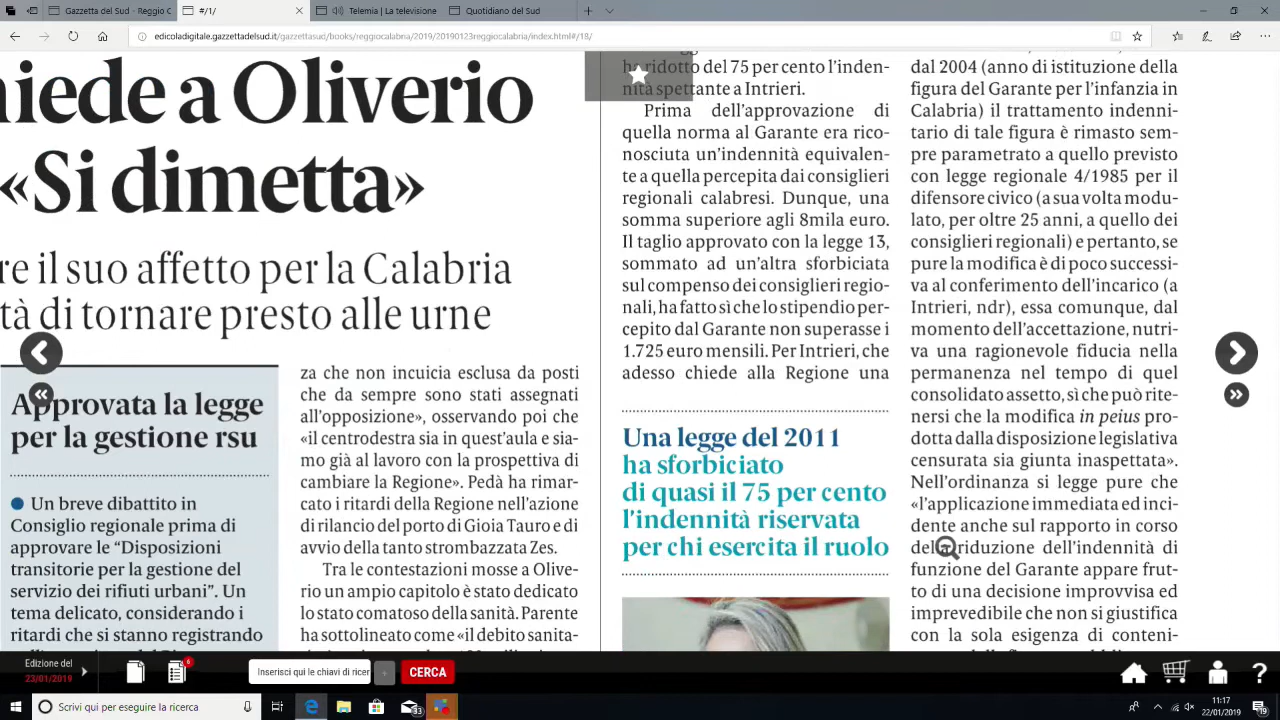 Gazzetta del Sud - Reggio C
#/1/
Telemia | La televisione
Quotidiano del Sud
edicoladigitale.gazzettadelsud.it/gazzettasud/books/reggiocalabria/2019/20190123reggiocalabria/index.html#/18/
hiede a Oliverio
«Si dimetta»
re il suo affetto per la Calabria
tà di tornare presto alle urne
Approvata la legge
per la gestione rsu
Un breve dibattito in
Consiglio regionale prima di
approvare le “Disposizioni
transitorie per la gestione del
servizio dei rifiuti urbani”. Un
tema delicato, considerando i
ritardi che si stanno registrando
za che non incuicia esclusa da posti
che da sempre sono stati assegnati
all’opposizione», osservando poi che
«il centrodestra sia in quest’aula e sia-
mo già al lavoro con la prospettiva di
cambiare la Regione». Pedà ha rimar-
cato i ritardi della Regione nell’azione
di rilancio del porto di Gioia Tauro e di
avvio della tanto strombazzata Zes.
Tra le contestazioni mosse a Olive-
rio un ampio capitolo è stato dedicato
lo stato comatoso della sanità. Parente
ha sottolineato come «il debito sanita-
ha ridotto del 75 per cento l’inden-
nità spettante a Intrieri.
Prima dell’approvazione di
quella norma al Garante era rico-
nosciuta un’indennità equivalen-
te a quella percepita dai consiglieri
regionali calabresi. Dunque, una
somma superiore agli 8mila euro.
Il taglio approvato con la legge 13,
sommato ad un’altra sforbiciata
sul compenso dei consiglieri regio-
nali, ha fatto sì che lo stipendio per-
cepito dal Garante non superasse i
1.725 euro mensili. Per Intrieri, che
adesso chiede alla Regione una
Una legge del 2011
ha sforbiciato
di quasi il 75 per cento
l’indennità riservata
per chi esercita il ruolo
dal 2004 (anno di istituzione della
figura del Garante per l’infanzia in
Calabria) il trattamento indenni-
tario di tale figura è rimasto sem-
pre parametrato a quello previsto
con legge regionale 4/1985 per il
difensore civico (a sua volta modu-
lato, per oltre 25 anni, a quello dei
consiglieri regionali) e pertanto, se
pure la modifica è di poco successi-
va al conferimento dell’incarico (a
Intrieri, ndr), essa comunque, dal
momento dell’accettazione, nutri-
va una ragionevole fiducia nella
permanenza nel tempo di quel
consolidato assetto, sì che può rite-
nersi che la modifica in peius pro-
dotta dalla disposizione legislativa
censurata sia giunta inaspettata».
Nell’ordinanza si legge pure che
«l’applicazione immediata ed inci-
dente anche sul rapporto in corso
della riduzione dell’indennità di
funzione del Garante appare frut-
to di una decisione improvvisa ed
imprevedibile che non si giustifica
con la sola esigenza di conteni-
Edizione del
23/01/2019
6
Inserisci qui le chiavi di ricer
+
CERCA
?
Scrivi qui per eseguire la ricerca
33
11:17
22/01/2019